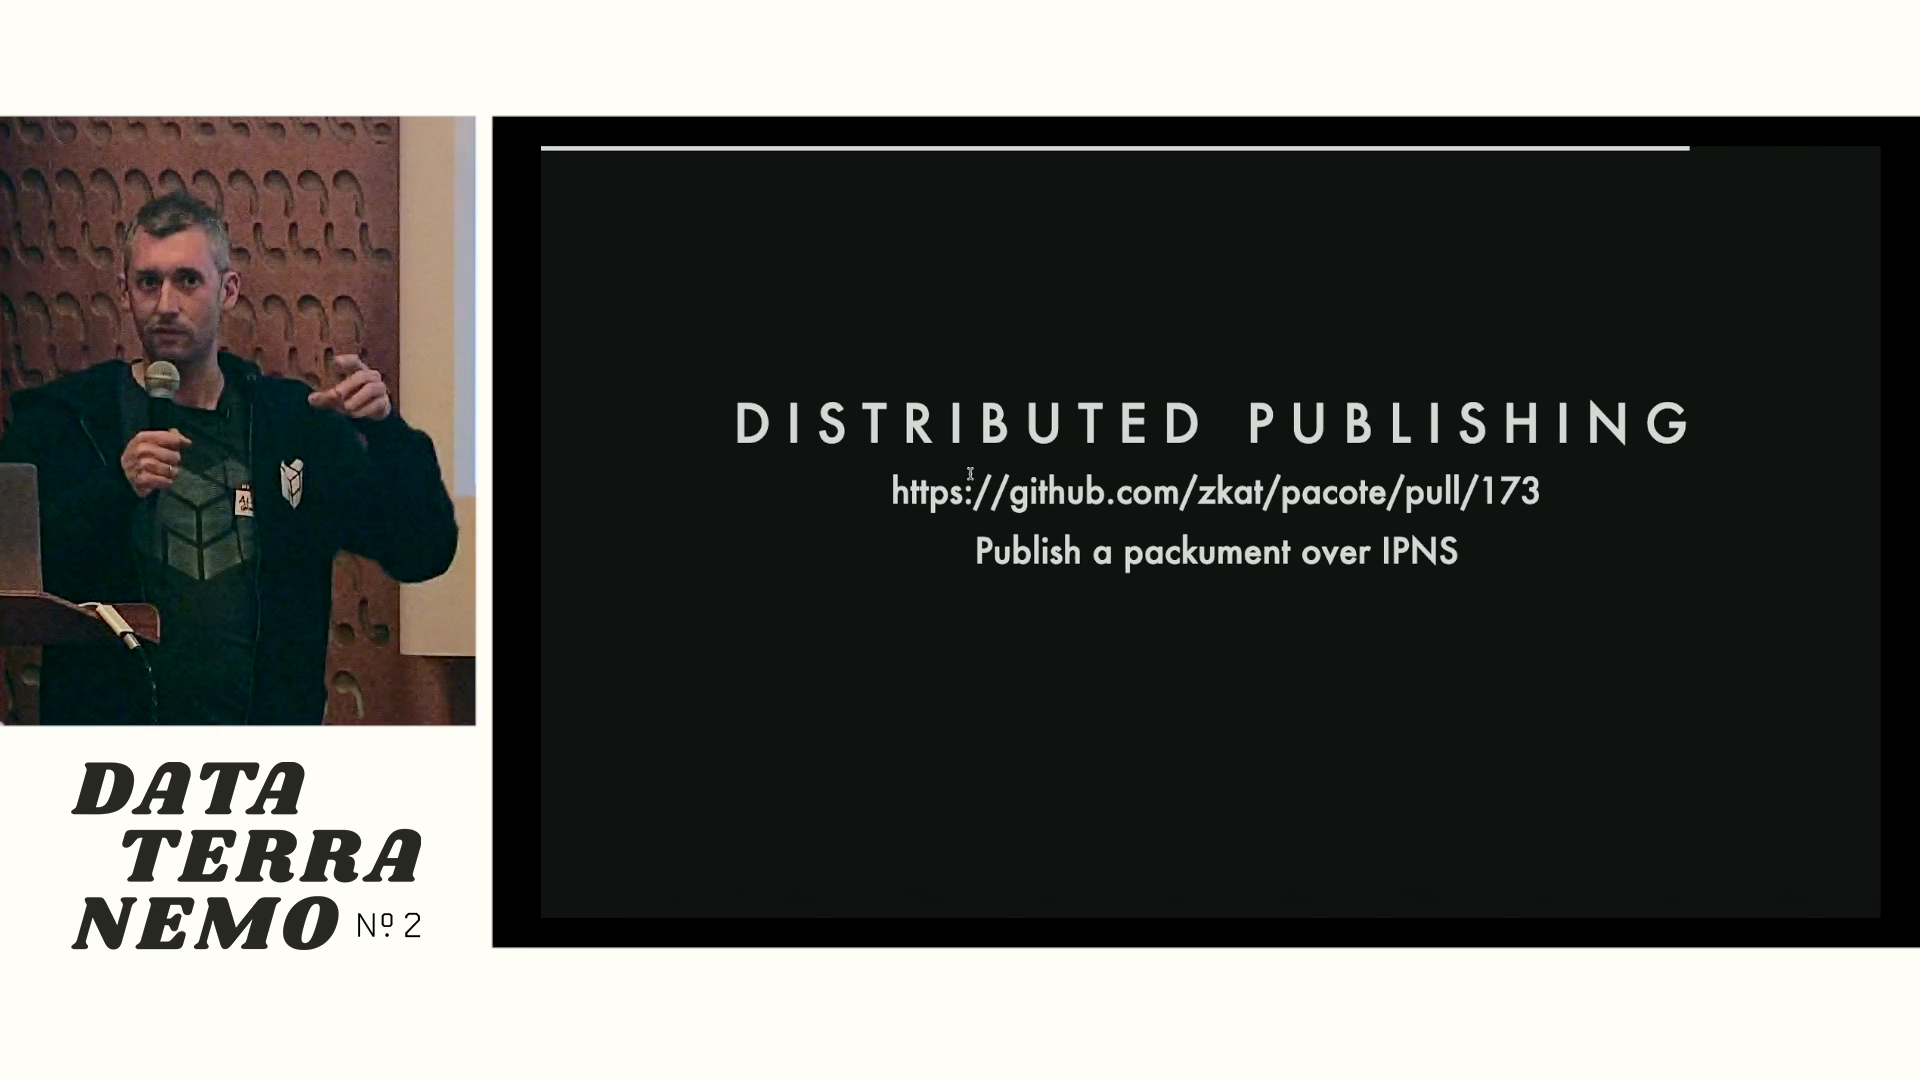 DISTRIBUTED PUBLISHING
https://github.com/zkat/pacote/pull/173
Publish a packument over IPNS
DATA
TERRA
NEMO Nº 2